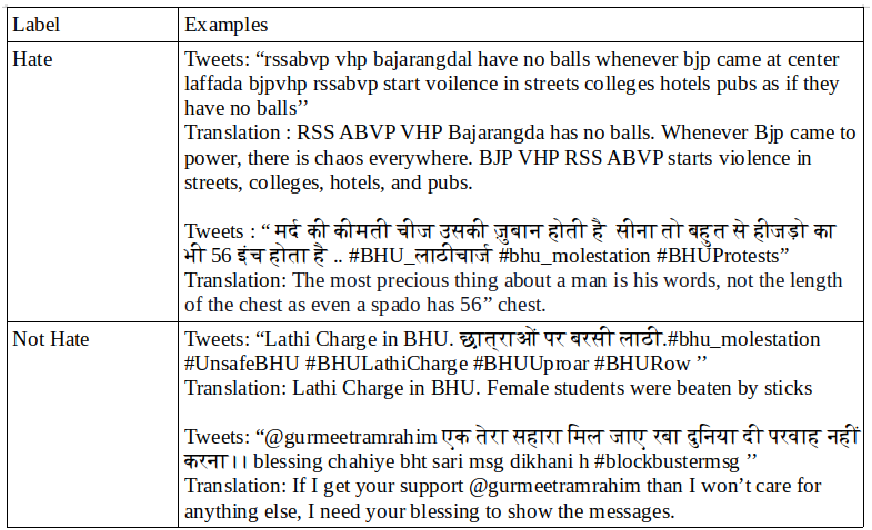 Label Examples
Hate Tweets: “rssabvp vhp bajarangdal have no balls whenever bjp came at center
laffada bjpvhp rssabvp start voilence in streets colleges hotels pubs as if they
have no balls’’
Translation : RSS ABVP VHP Bajarangda has no balls. Whenever Bjp came to
power, there is chaos everywhere. BJP VHP RSS ABVP starts violence in
streets, colleges, hotels, and pubs.
Tweets : “ मर्द की कीमती चीज उसकी जुबान होती है सीना तो बहुत से हीजड़ो का
भी 56 इंच होता है .. #BHU_लाठीचार्ज #bhu_molestation #BHUProtests”
Translation: The most precious thing about a man is his words, not the length
of the chest as even a spado has 56” chest.
Not Hate Tweets: “Lathi Charge in BHU. छात्राओं पर बरसी लाठी.#bhu_molestation
#UnsafeBHU #BHULathiCharge #BHUUproar #BHURow ’’
Translation: Lathi Charge in BHU. Female students were beaten by sticks
Tweets: “@gurmeetramrahim एक तेरा सहारा मिल जाए रबा दुनिया दी परवाह नहीं
करना।। blessing chahiye bht sari msg dikhani h #blockbustermsg ’’
Translation: If I get your support @gurmeetramrahim than I won’t care for
anything else, I need your blessing to show the messages.